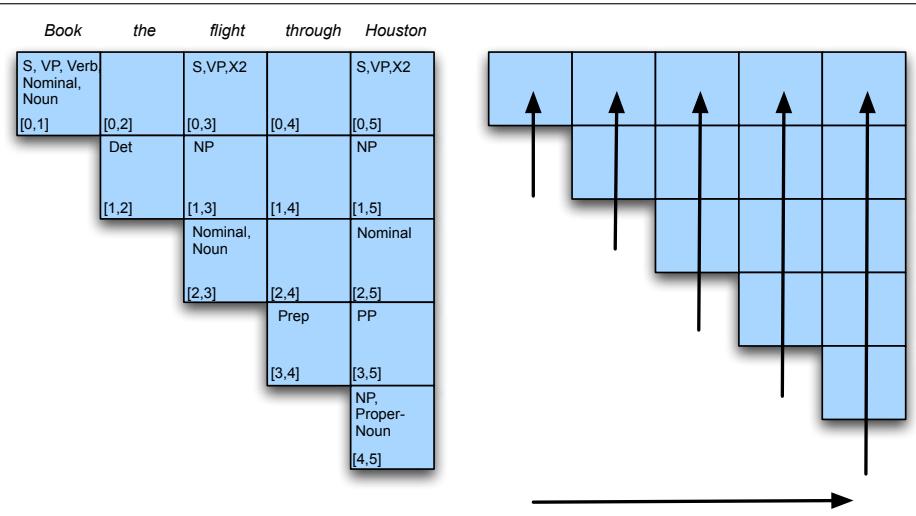 Book the flight through Houston
S, VP, Verb, S,VP,X2 S,VP,X2
Nominal,
Noun
[0,1] [0,2] [0,3] [0,4] [0,5]
Det NP NP
[1,2] [1,3] [1,4] [1,5]
Nominal, Nominal
Noun
[2,3] [2,4] [2,5]
Prep PP
[3,4] [3,5]
NP,
Proper-
Noun
[4,5]